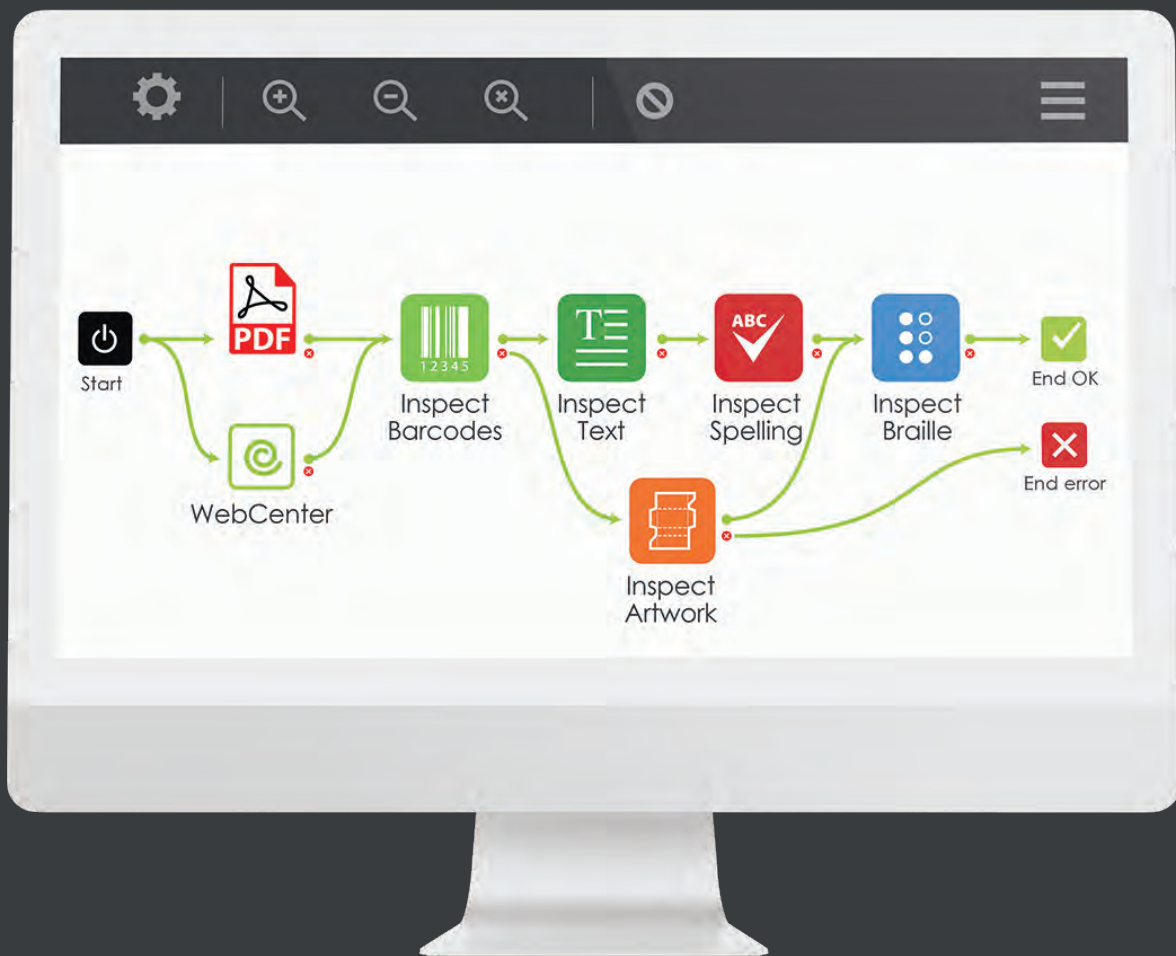 PDF
Start
WebCenter
12345
Inspect
Barcodes
T
Inspect
Text
ABC
Inspect
Spelling
Inspect
Braille
Inspect
Artwork
End OK
End error